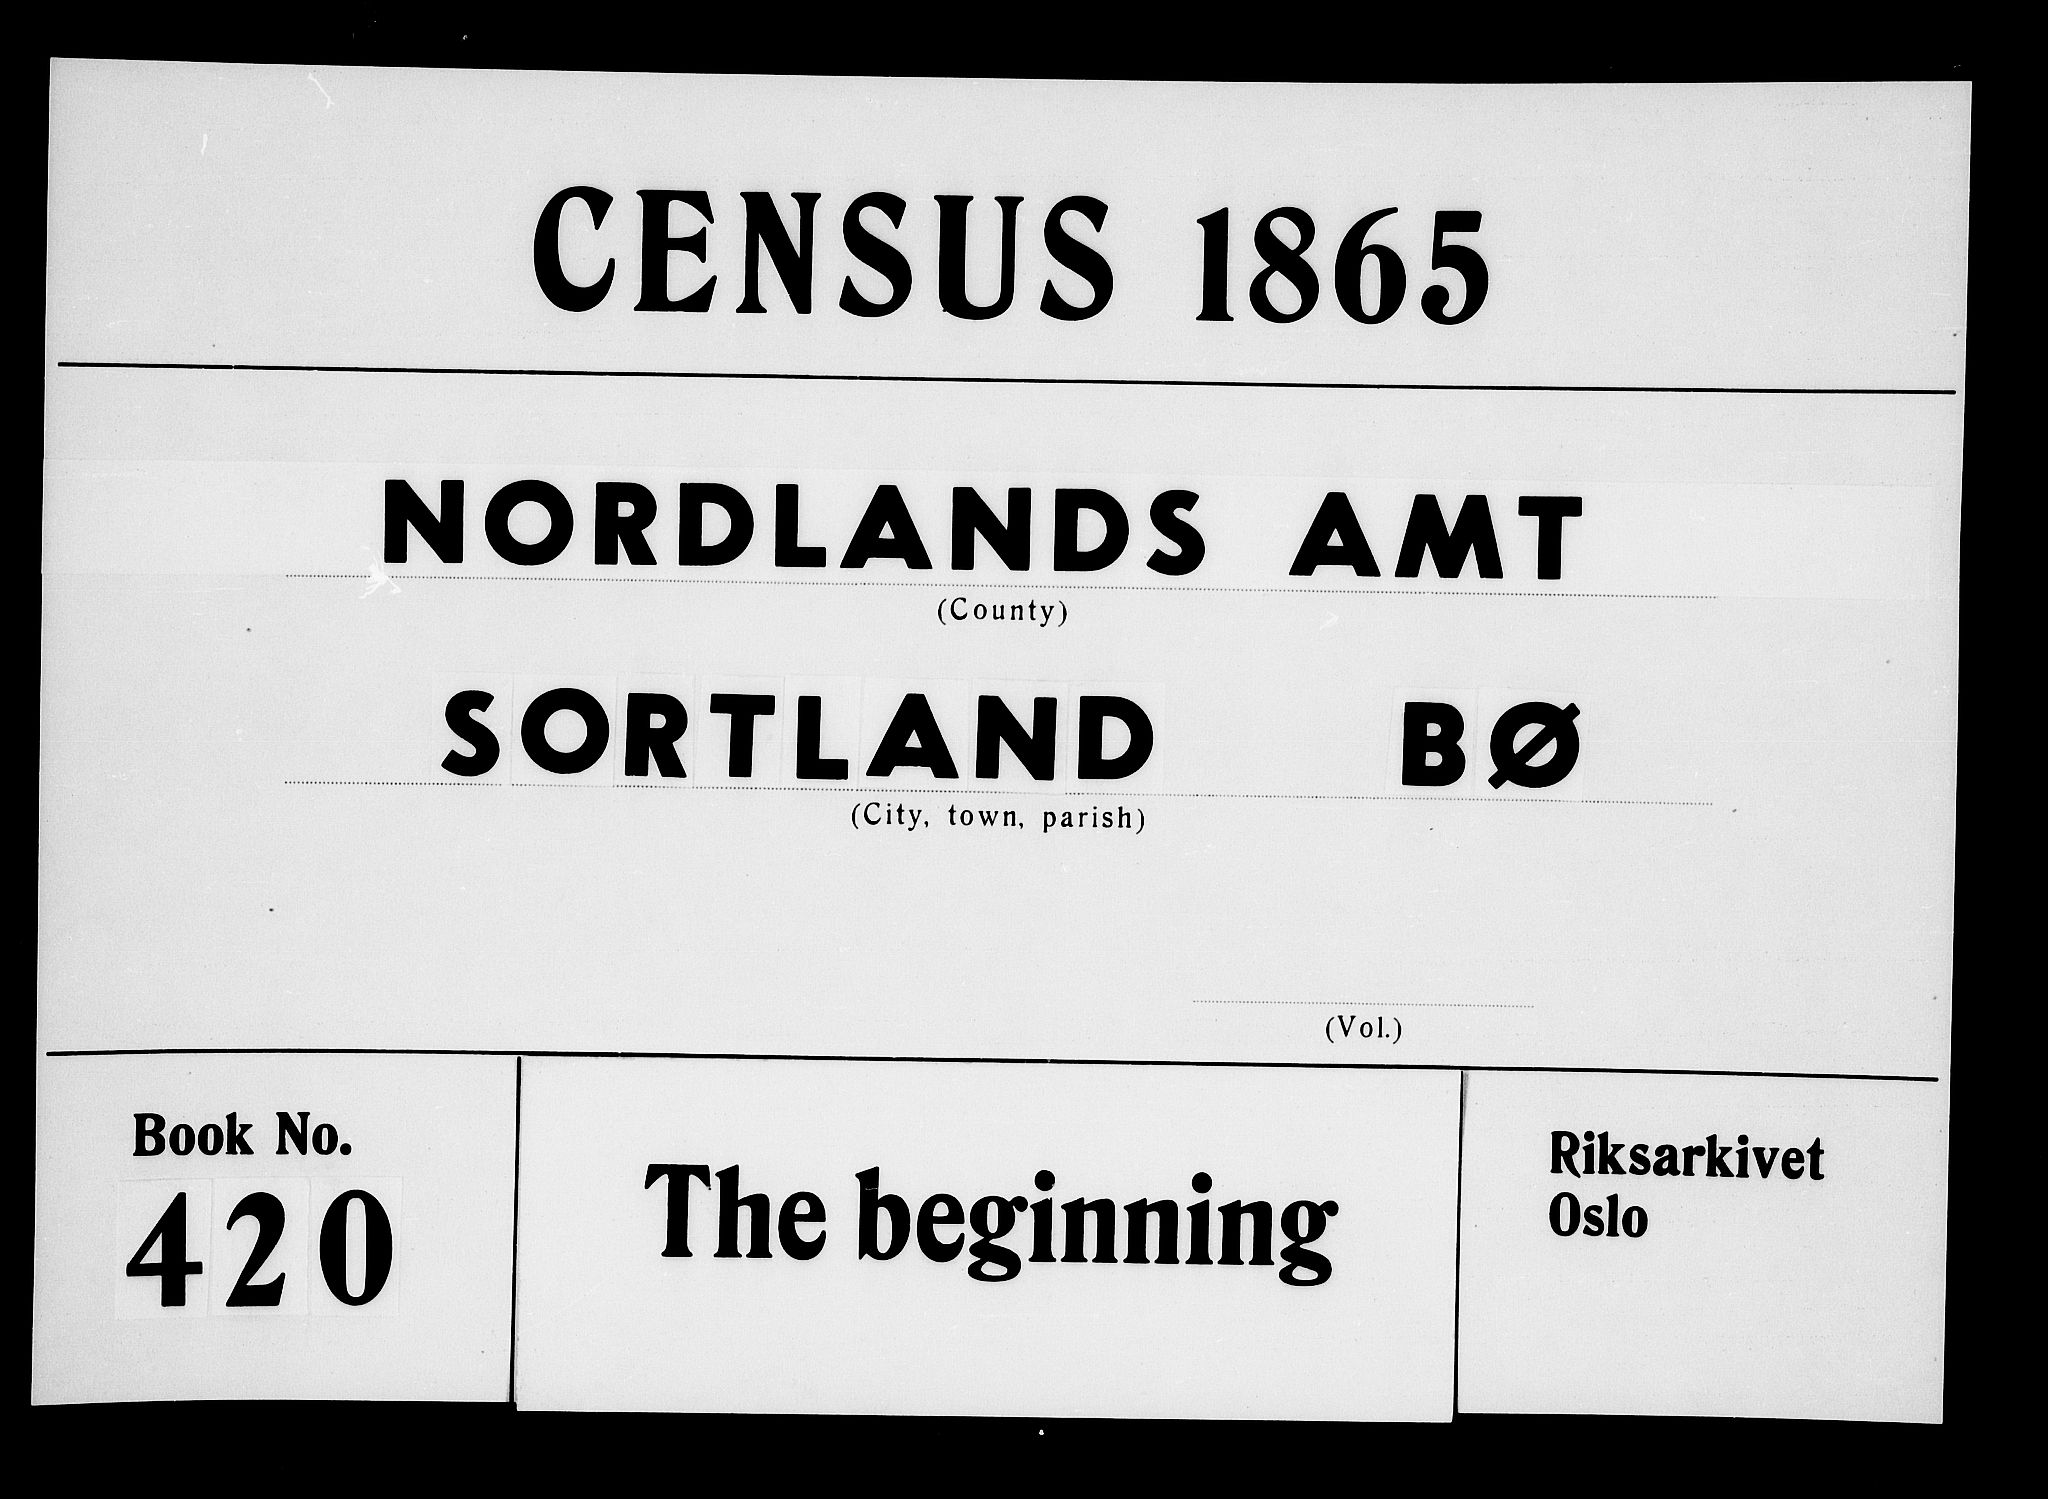 CENSUS 1865
NORDLANDS AMT
(County)
SORTLAND BØ
(City, town, parish)
(Vol.)
Book No.
420
The beginning
Riksarkivet
Oslo